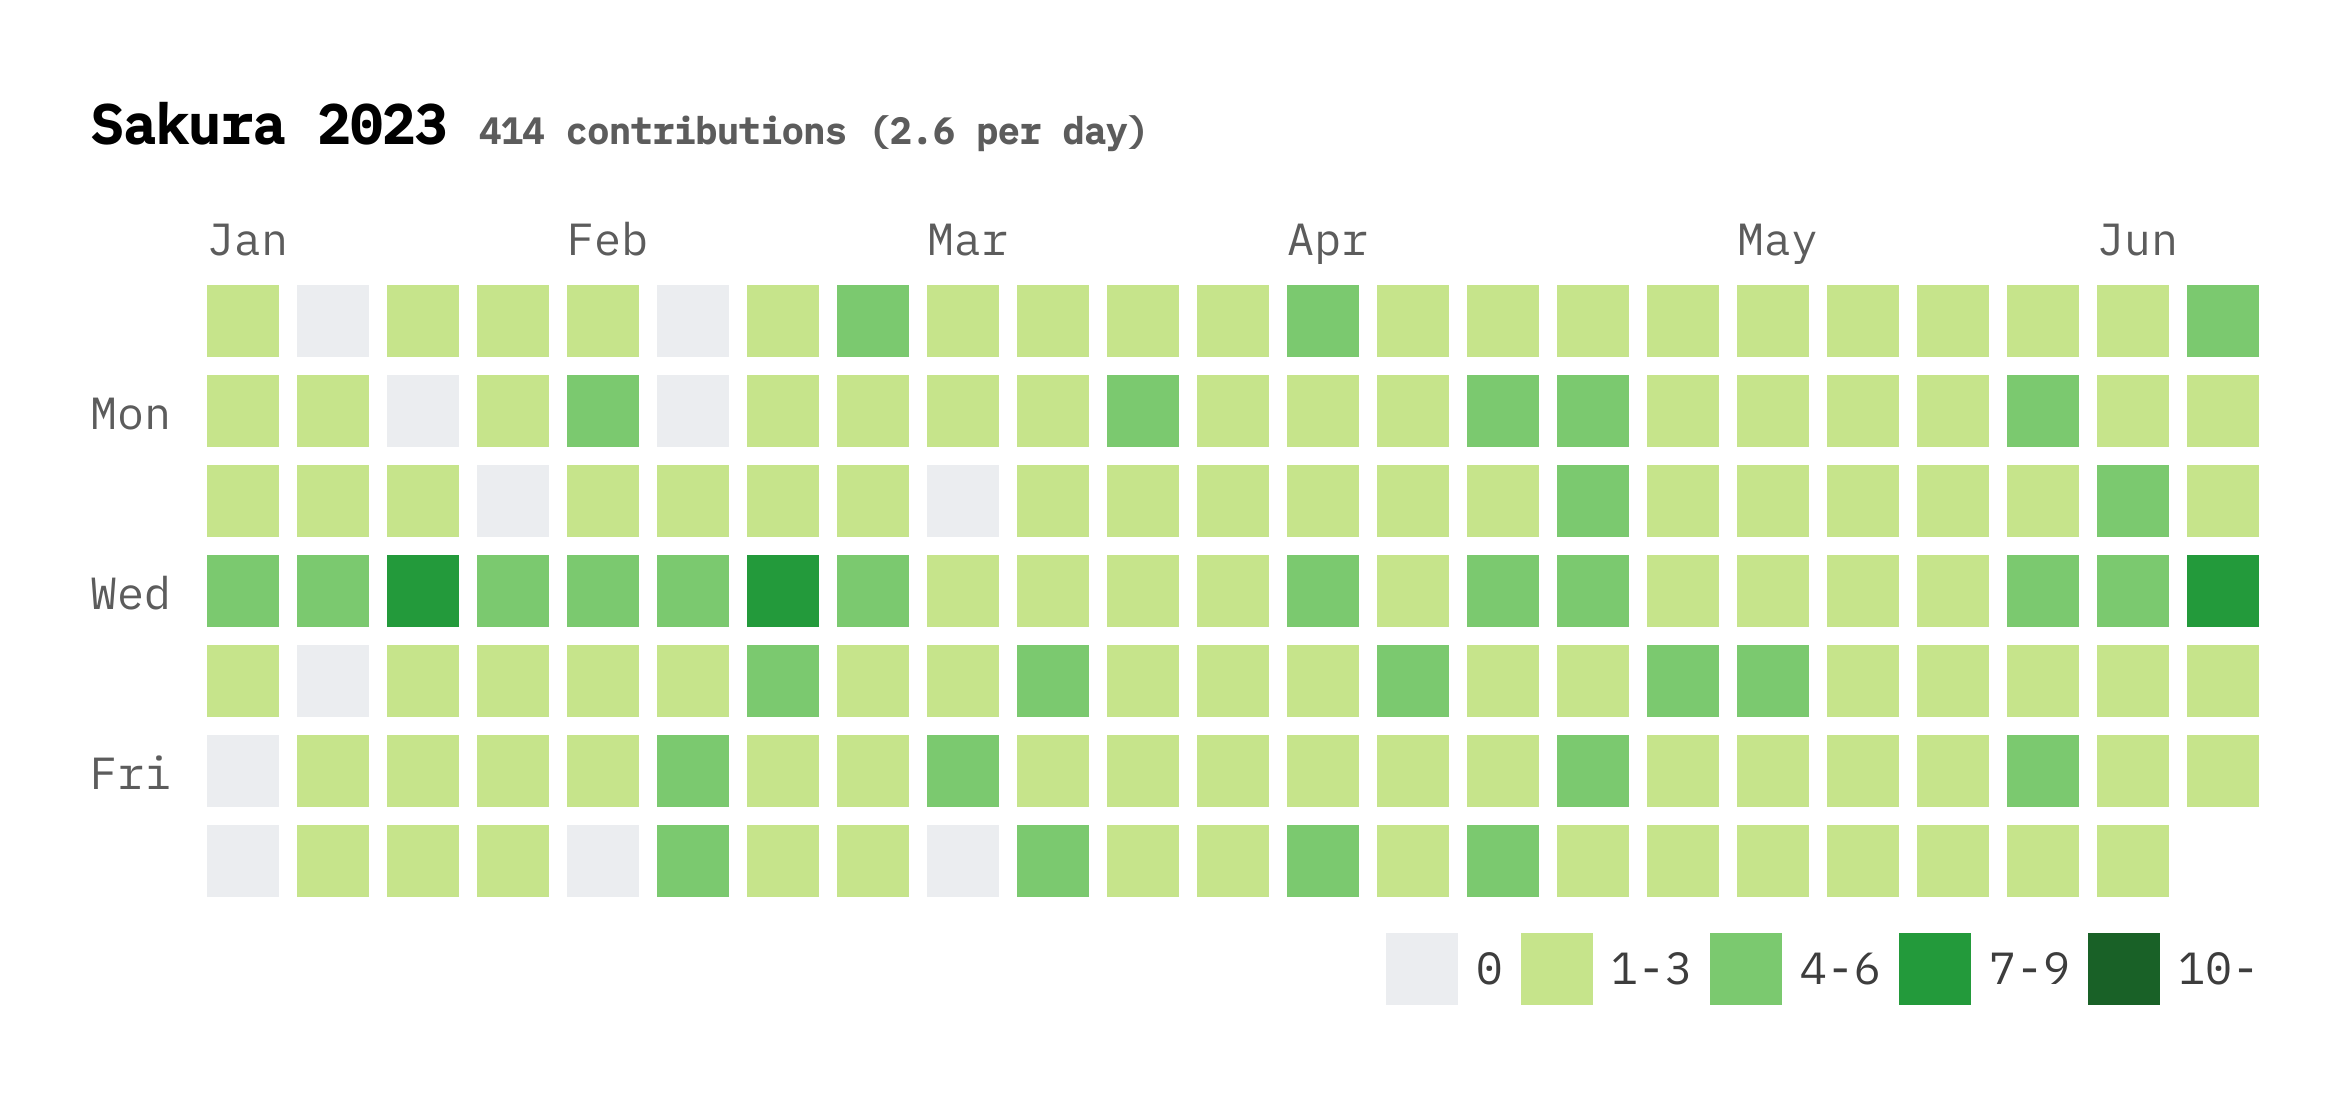 Sakura 2023 414 contributions (2.6 per day)
Jan Feb Mar Apr May Jun
Mon
Wed
Fri
0 1-3 4-6 7-9 10-